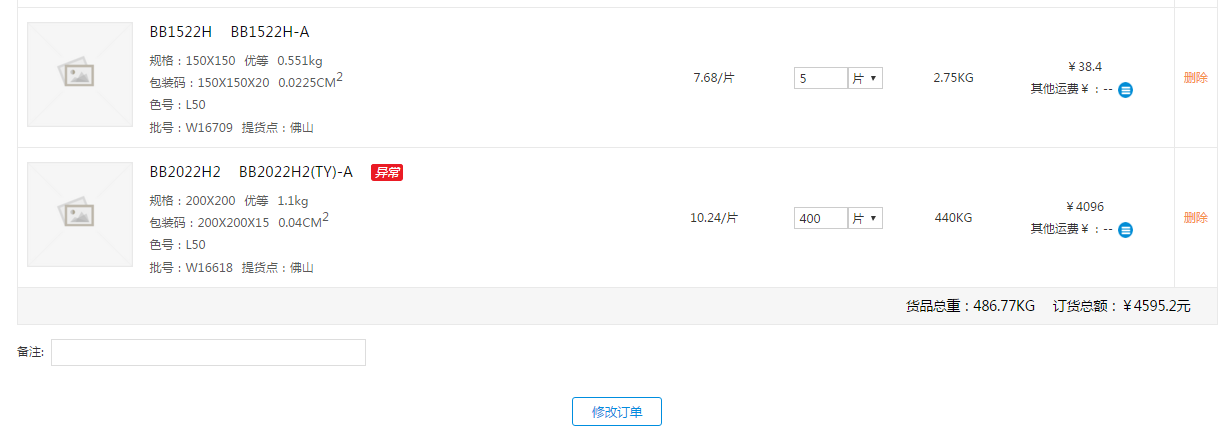 BB1522H BB1522H-A
规格：150X150 优等 0.551kg
包装码：150X150X20 0.0225CM2
色号：L50
批号：W16709 提货点：佛山
7.68/片
5 片
2.75KG
￥38.4
其他运费￥：--
删除
BB2022H2 BB2022H2(TY)-A 异常
规格：200X200 优等 1.1kg
包装码：200X200X15 0.04CM2
色号：L50
批号：W16618 提货点：佛山
10.24/片
400 片
440KG
￥4096
其他运费￥：--
删除
货品总重：486.77KG 订货总额：￥4595.2元
备注:
修改订单